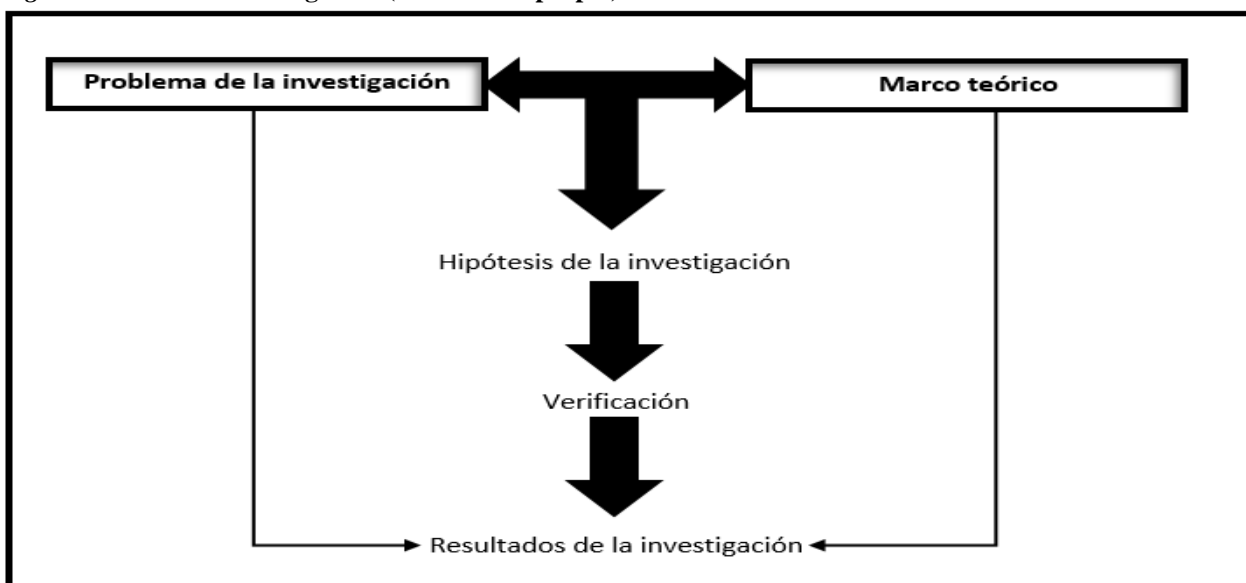 Problema de la investigación
Marco teórico
Hipótesis de la investigación
Verificación
Resultados de la investigación